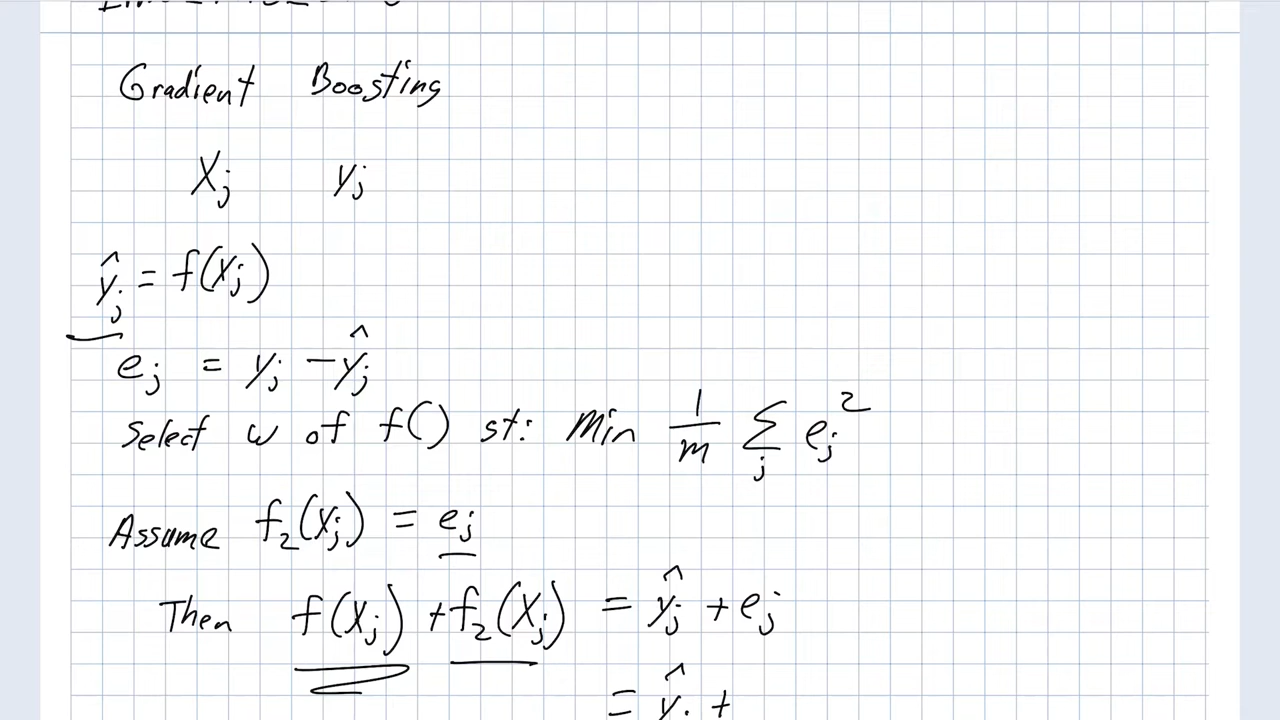 Gradient Boosting
Xj yj
ŷj = f(Xj)
ej = yj − ŷj
Select w of f() st: Min 1/m Σj ej²
Assume f₂(Xj) = ej
Then f(Xj) + f₂(Xj) = ŷj + ej
= ŷj +